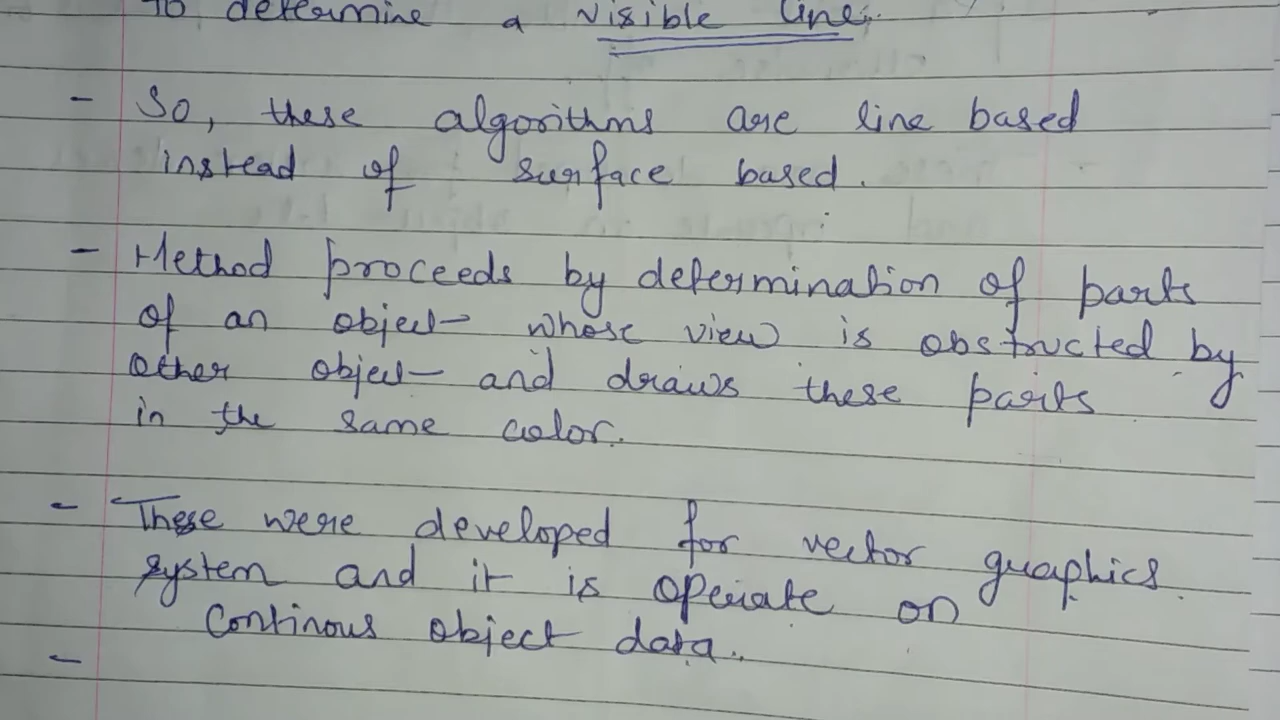 to determine a visible line.
- So, these algorithms are line based
instead of surface based.
- Method proceeds by determination of parts
of an object whose view is obstructed by
other object and draws these parts
in the same color.
- These were developed for vector graphics
system and it is operate on
continous object data.
-